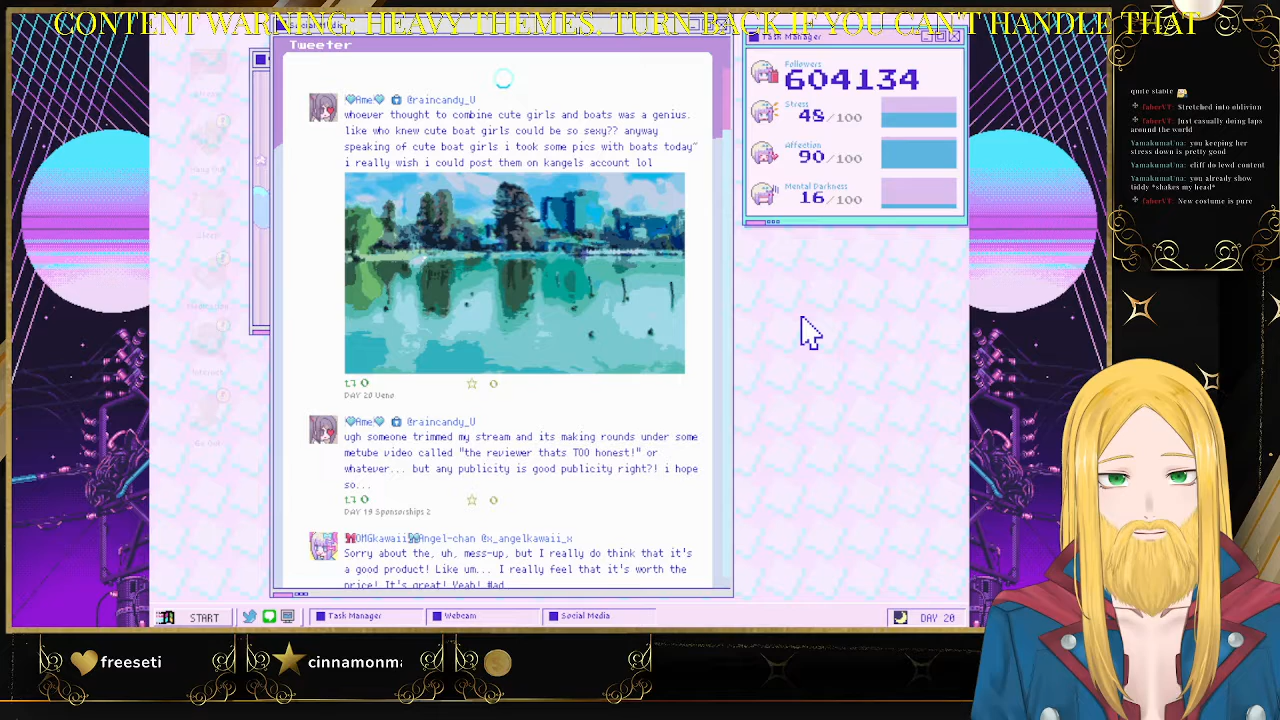 CONTENT WARNING: HEAVY THEMES. TURN BACK IF YOU CAN'T HANDLE THAT
Tweeter
Ame @raincandy_U
whoever thought to combine cute girls and boats was a genius.
like who knew cute boat girls could be so sexy?? anyway
speaking of cute boat girls i took some pics with boats today~
i really wish i could post them on kangels account lol
0 0
DAY 20 Ueno
Ame @raincandy_U
ugh someone trimmed my stream and its making rounds under some
metube video called "the reviewer thats TOO honest!" or
whatever... but any publicity is good publicity right?! i hope
so...
0 0
DAY 19 Sponsorships 2
OMGkawaii Angel-chan @x_angelkawaii_x
Sorry about the, uh, mess-up, but I really do think that it's
a good product! Like um... I really feel that it's worth the
price! It's great! Yeah! #ad
Task Manager
Followers
604134
Stress
48/100
Affection
90/100
Mental Darkness
16/100
quite stable
TaberVT: Stretched into oblivion
TaberVT: Just casually doing laps
around the world
YamakumaUna: you keeping her
stress down is pretty good
YamakumaUna: cliff do lewd content
YamakumaUna: you already show
tiddy *shakes my head*
TaberVT: New costume is pure
START
Task Manager
Webcam
Social Media
DAY 20
freeseti
cinnamonm